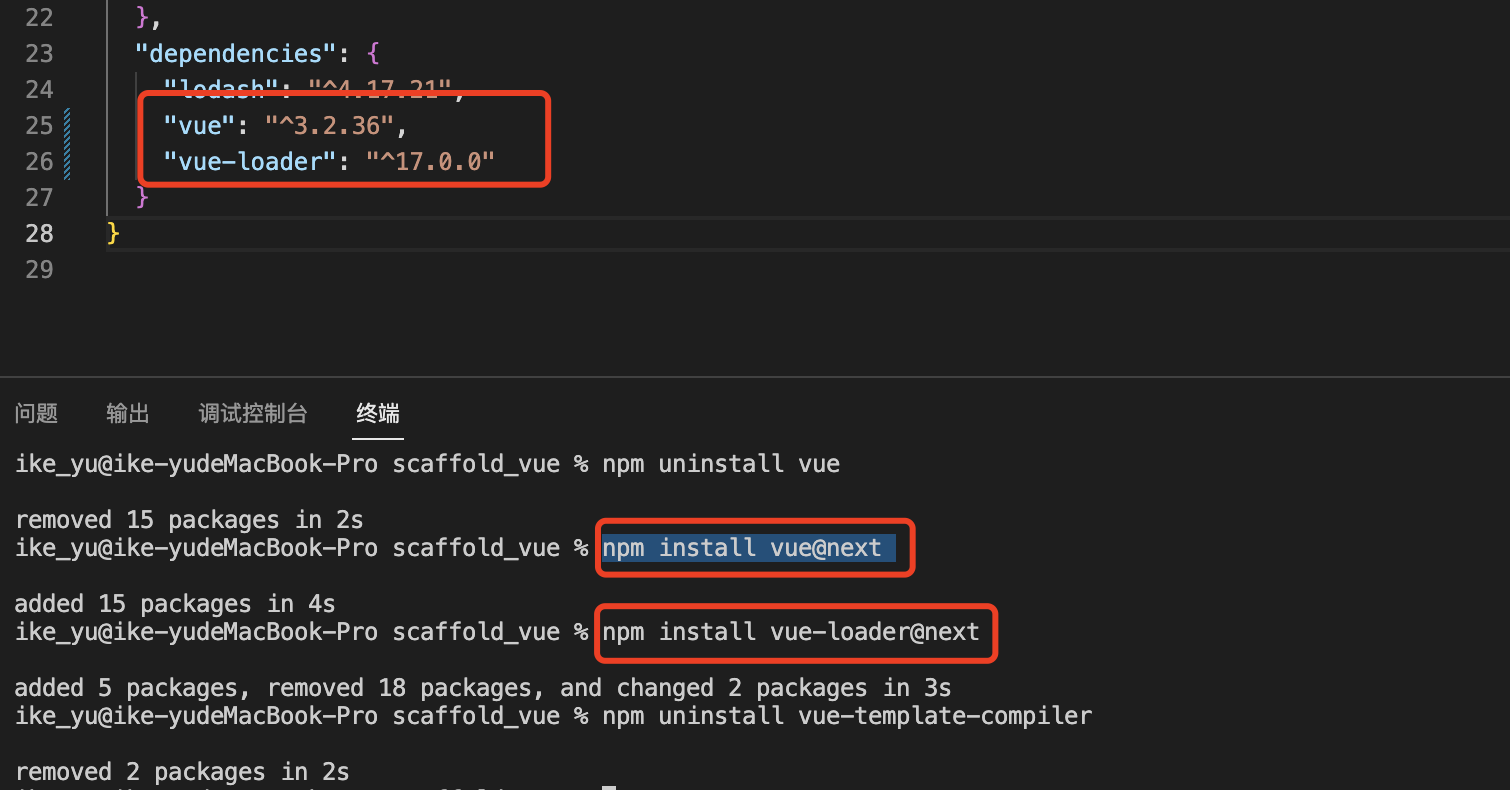 22 },
23 "dependencies": {
24 "lodash": "^4.17.21",
25 "vue": "^3.2.36",
26 "vue-loader": "^17.0.0"
27 }
28 }
29
问题 输出 调试控制台 终端
ike_yu@ike-yudeMacBook-Pro scaffold_vue % npm uninstall vue
removed 15 packages in 2s
ike_yu@ike-yudeMacBook-Pro scaffold_vue % npm install vue@next
added 15 packages in 4s
ike_yu@ike-yudeMacBook-Pro scaffold_vue % npm install vue-loader@next
added 5 packages, removed 18 packages, and changed 2 packages in 3s
ike_yu@ike-yudeMacBook-Pro scaffold_vue % npm uninstall vue-template-compiler
removed 2 packages in 2s